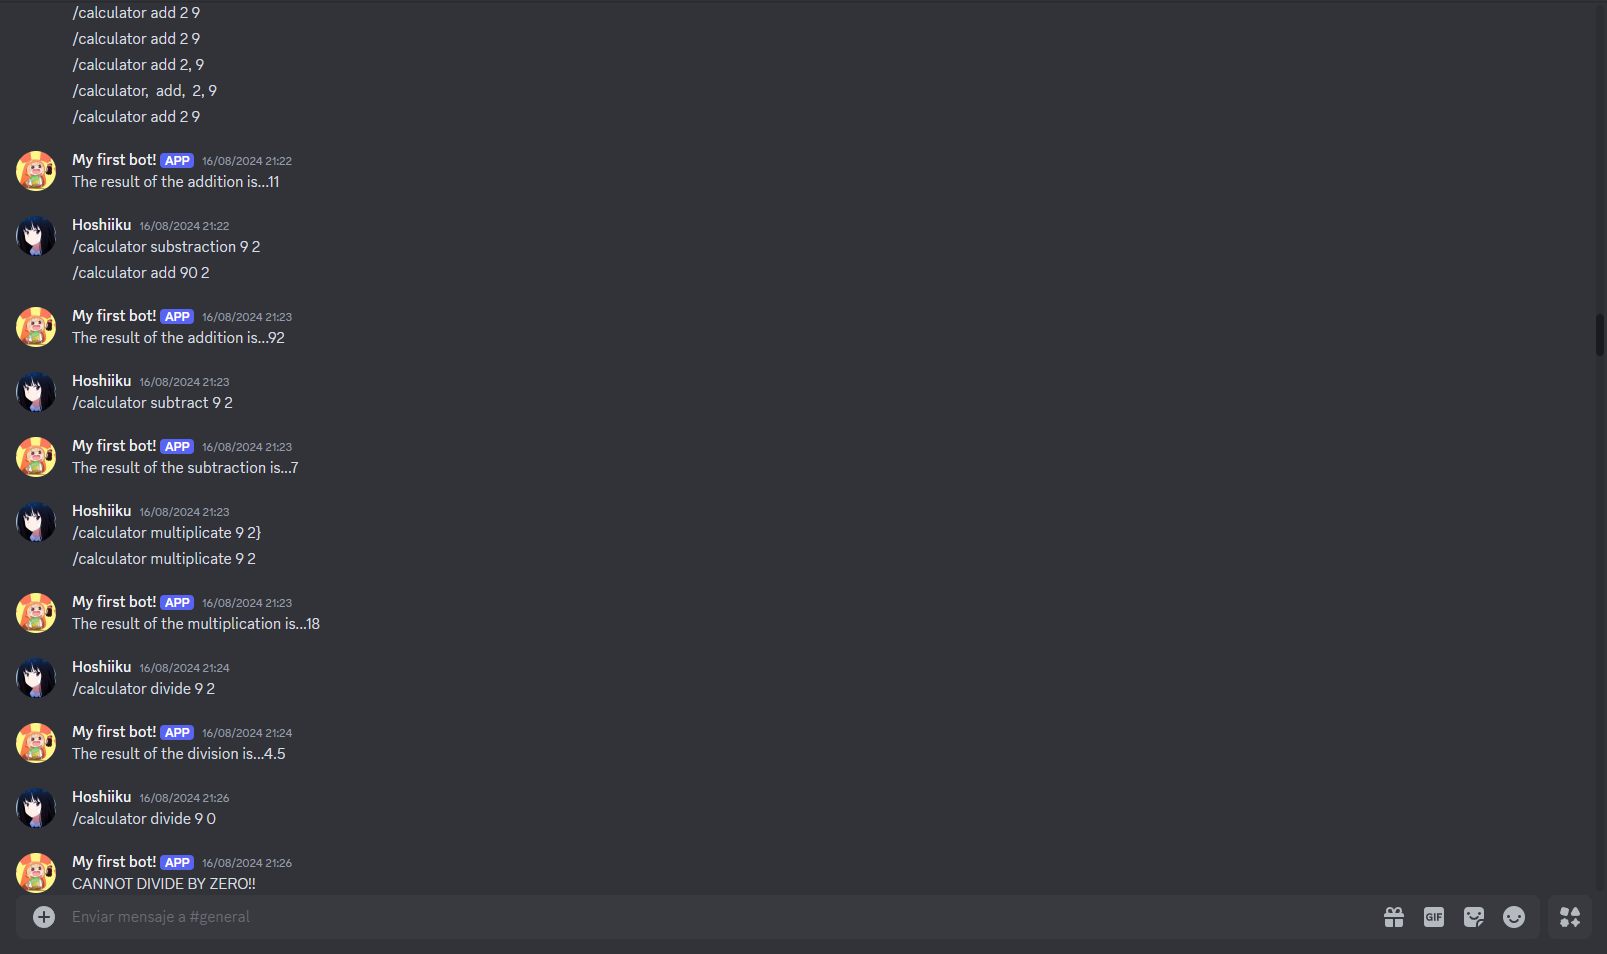 /calculator add 2 9
/calculator add 2 9
/calculator add 2, 9
/calculator,  add,  2, 9
/calculator add 2 9
My first bot! APP 16/08/2024 21:22
The result of the addition is...11
Hoshiiku 16/08/2024 21:22
/calculator substraction 9 2
/calculator add 90 2
My first bot! APP 16/08/2024 21:23
The result of the addition is...92
Hoshiiku 16/08/2024 21:23
/calculator subtract 9 2
My first bot! APP 16/08/2024 21:23
The result of the subtraction is...7
Hoshiiku 16/08/2024 21:23
/calculator multiplicate 9 2}
/calculator multiplicate 9 2
My first bot! APP 16/08/2024 21:23
The result of the multiplication is...18
Hoshiiku 16/08/2024 21:24
/calculator divide 9 2
My first bot! APP 16/08/2024 21:24
The result of the division is...4.5
Hoshiiku 16/08/2024 21:26
/calculator divide 9 0
My first bot! APP 16/08/2024 21:26
CANNOT DIVIDE BY ZERO!!
Enviar mensaje a #general GIF